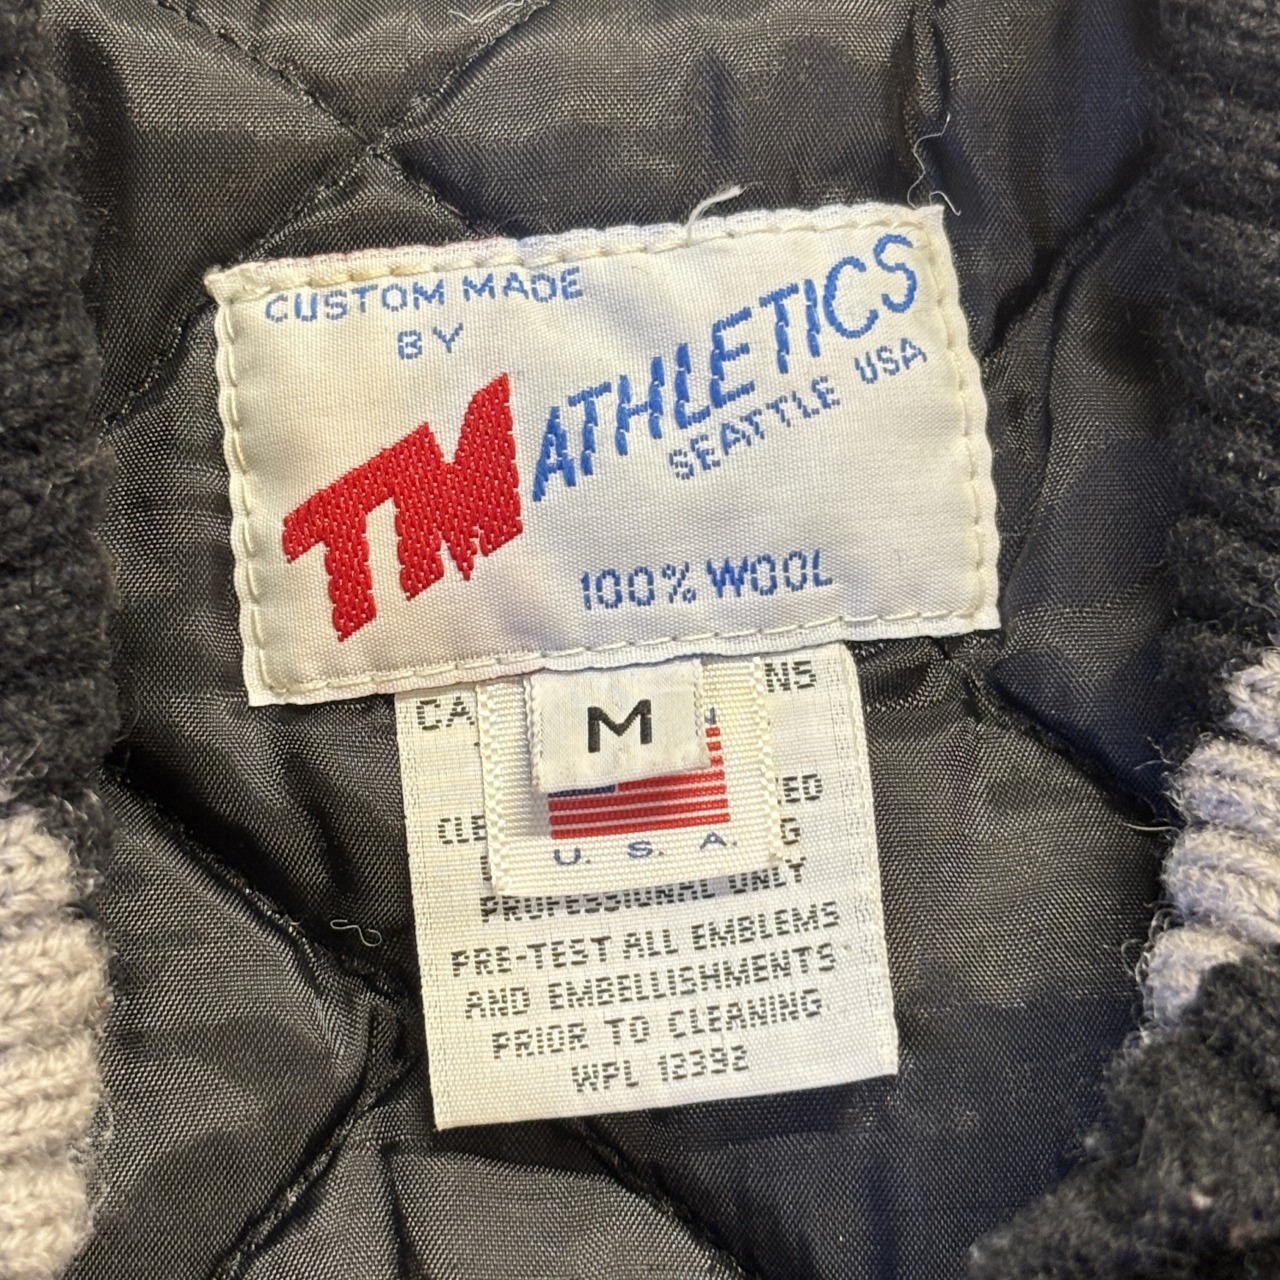 CUSTOM MADE
BY
TM ATHLETICS
SEATTLE USA
100% WOOL
M
U. S. A.
PROFESSIONAL ONLY
PRE-TEST ALL EMBLEMS
AND EMBELLISHMENTS
PRIOR TO CLEANING.
WPL 12392